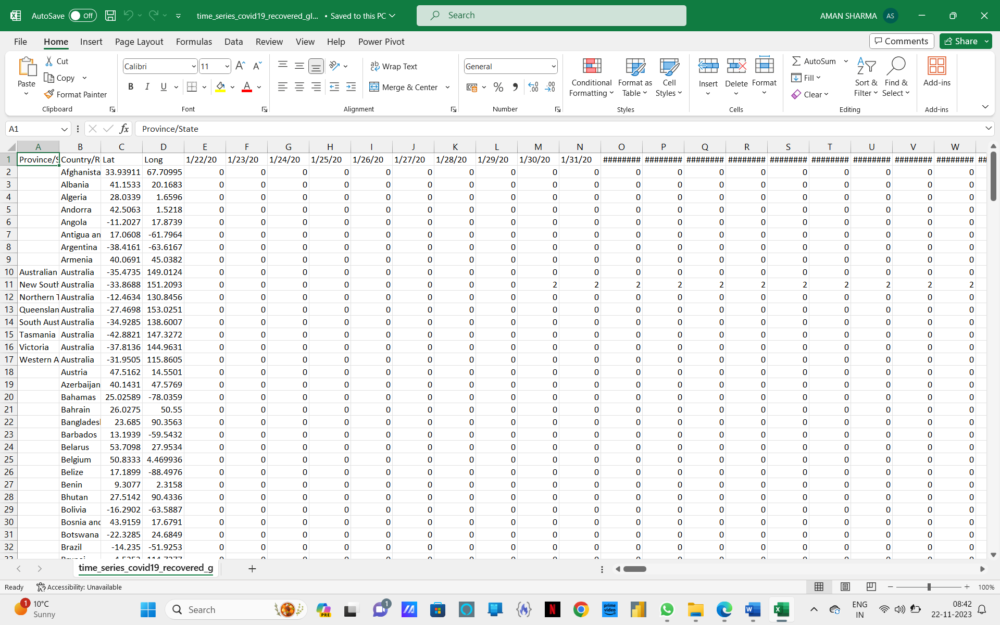 AutoSave Off time_series_covid19_recovered_gl... • Saved to this PC Search AMAN SHARMA AS
File Home Insert Page Layout Formulas Data Review View Help Power Pivot Comments Share
Paste Cut Copy Format Painter Clipboard
Calibri 11 B I U A Font
Wrap Text Merge & Center Alignment
General % Number
Conditional Formatting Format as Table Cell Styles Styles
Insert Delete Format Cells
AutoSum Fill Clear Sort & Filter Find & Select Editing
Add-ins Add-ins
A1 fx Province/State
A B C D E F G H I J K L M N O P Q R S T U V W
1 Province/S Country/R Lat Long 1/22/20 1/23/20 1/24/20 1/25/20 1/26/20 1/27/20 1/28/20 1/29/20 1/30/20 1/31/20 ######## ######## ######## ######## ######## ######## ######## ######## ######## ##
2 Afghanista 33.93911 67.70995 0 0 0 0 0 0 0 0 0 0 0 0 0 0 0 0 0 0 0
3 Albania 41.1533 20.1683 0 0 0 0 0 0 0 0 0 0 0 0 0 0 0 0 0 0 0
4 Algeria 28.0339 1.6596 0 0 0 0 0 0 0 0 0 0 0 0 0 0 0 0 0 0 0
5 Andorra 42.5063 1.5218 0 0 0 0 0 0 0 0 0 0 0 0 0 0 0 0 0 0 0
6 Angola -11.2027 17.8739 0 0 0 0 0 0 0 0 0 0 0 0 0 0 0 0 0 0 0
7 Antigua an 17.0608 -61.7964 0 0 0 0 0 0 0 0 0 0 0 0 0 0 0 0 0 0 0
8 Argentina -38.4161 -63.6167 0 0 0 0 0 0 0 0 0 0 0 0 0 0 0 0 0 0 0
9 Armenia 40.0691 45.0382 0 0 0 0 0 0 0 0 0 0 0 0 0 0 0 0 0 0 0
10 Australian Australia -35.4735 149.0124 0 0 0 0 0 0 0 0 0 0 0 0 0 0 0 0 0 0 0
11 New South Australia -33.8688 151.2093 0 0 0 0 0 0 0 0 2 2 2 2 2 2 2 2 2 2 2
12 Northern T Australia -12.4634 130.8456 0 0 0 0 0 0 0 0 0 0 0 0 0 0 0 0 0 0 0
13 Queenslan Australia -27.4698 153.0251 0 0 0 0 0 0 0 0 0 0 0 0 0 0 0 0 0 0 0
14 South Aust Australia -34.9285 138.6007 0 0 0 0 0 0 0 0 0 0 0 0 0 0 0 0 0 0 0
15 Tasmania Australia -42.8821 147.3272 0 0 0 0 0 0 0 0 0 0 0 0 0 0 0 0 0 0 0
16 Victoria Australia -37.8136 144.9631 0 0 0 0 0 0 0 0 0 0 0 0 0 0 0 0 0 0 0
17 Western A Australia -31.9505 115.8605 0 0 0 0 0 0 0 0 0 0 0 0 0 0 0 0 0 0 0
18 Austria 47.5162 14.5501 0 0 0 0 0 0 0 0 0 0 0 0 0 0 0 0 0 0 0
19 Azerbaijan 40.1431 47.5769 0 0 0 0 0 0 0 0 0 0 0 0 0 0 0 0 0 0 0
20 Bahamas 25.02589 -78.0359 0 0 0 0 0 0 0 0 0 0 0 0 0 0 0 0 0 0 0
21 Bahrain 26.0275 50.55 0 0 0 0 0 0 0 0 0 0 0 0 0 0 0 0 0 0 0
22 Bangladesl 23.685 90.3563 0 0 0 0 0 0 0 0 0 0 0 0 0 0 0 0 0 0 0
23 Barbados 13.1939 -59.5432 0 0 0 0 0 0 0 0 0 0 0 0 0 0 0 0 0 0 0
24 Belarus 53.7098 27.9534 0 0 0 0 0 0 0 0 0 0 0 0 0 0 0 0 0 0 0
25 Belgium 50.8333 4.469936 0 0 0 0 0 0 0 0 0 0 0 0 0 0 0 0 0 0 0
26 Belize 17.1899 -88.4976 0 0 0 0 0 0 0 0 0 0 0 0 0 0 0 0 0 0 0
27 Benin 9.3077 2.3158 0 0 0 0 0 0 0 0 0 0 0 0 0 0 0 0 0 0 0
28 Bhutan 27.5142 90.4336 0 0 0 0 0 0 0 0 0 0 0 0 0 0 0 0 0 0 0
29 Bolivia -16.2902 -63.5887 0 0 0 0 0 0 0 0 0 0 0 0 0 0 0 0 0 0 0
30 Bosnia and 43.9159 17.6791 0 0 0 0 0 0 0 0 0 0 0 0 0 0 0 0 0 0 0
31 Botswana -22.3285 24.6849 0 0 0 0 0 0 0 0 0 0 0 0 0 0 0 0 0 0 0
32 Brazil -14.235 -51.9253 0 0 0 0 0 0 0 0 0 0 0 0 0 0 0 0 0 0 0
time_series_covid19_recovered_g
Ready Accessibility: Unavailable 100%
1 10°C Sunny Search PRE 1 N prime video ENG IN 08:42 22-11-2023